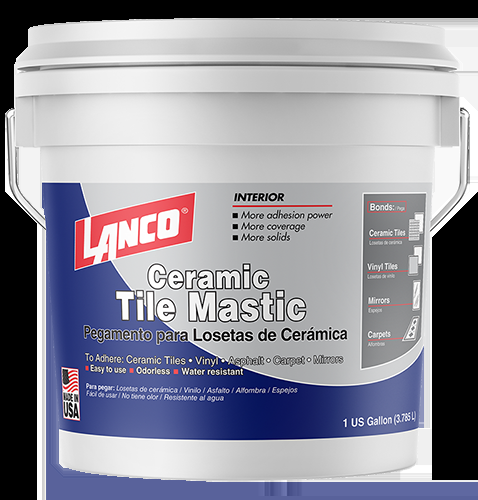 LANCO®
INTERIOR
■ More adhesion power
■ More coverage
■ More solids
Bonds: / Pega:
Ceramic Tiles
Losetas de cerámica
Vinyl Tiles
Losetas de vinilo
Mirrors
Espejos
Carpets
Alfombras
Ceramic
Tile Mastic
Pegamento para Losetas de Cerámica
To Adhere: Ceramic Tiles • Vinyl • Asphalt • Carpet • Mirrors
■ Easy to use ■ Odorless ■ Water resistant
MADE IN
USA
Para pegar: Losetas de cerámica / Vinilo / Asfalto / Alfombra / Espejos
Fácil de usar / No tiene olor / Resistente al agua
1 US Gallon (3.785 L)